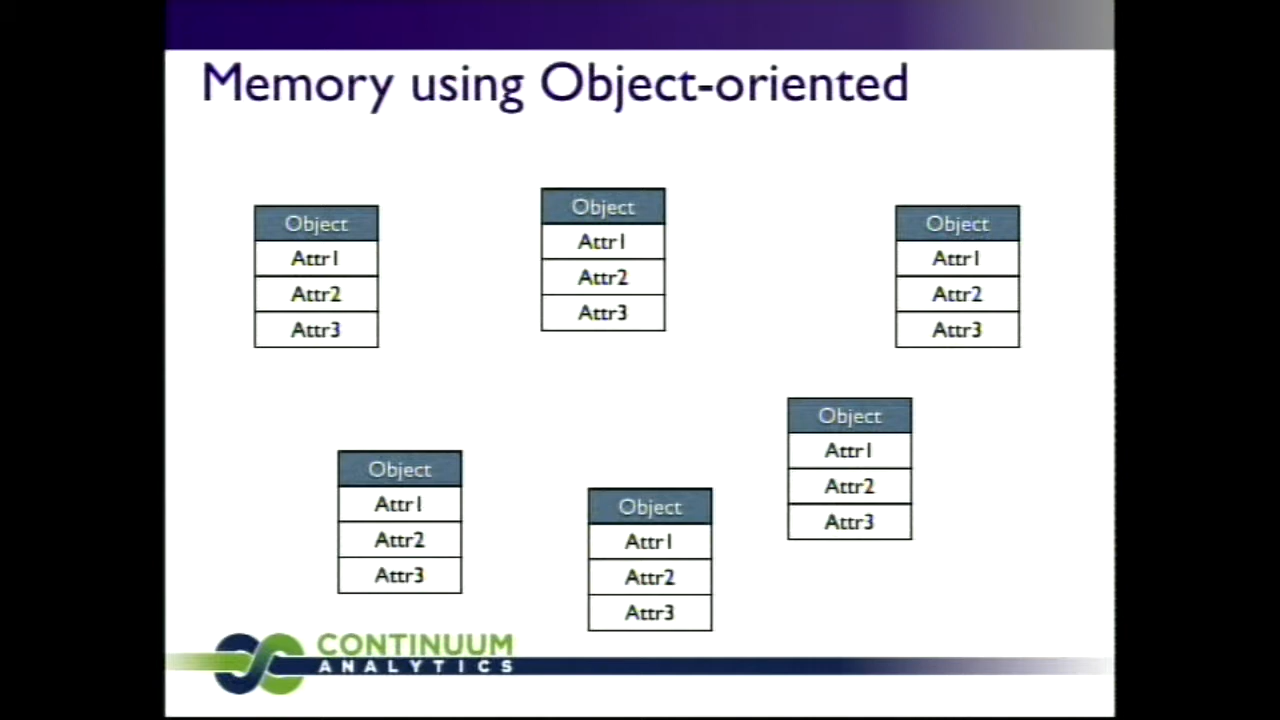 Memory using Object-oriented
Object
Attr1
Attr2
Attr3
Object
Attr1
Attr2
Attr3
Object
Attr1
Attr2
Attr3
Object
Attr1
Attr2
Attr3
Object
Attr1
Attr2
Attr3
Object
Attr1
Attr2
Attr3
CONTINUUM
ANALYTICS